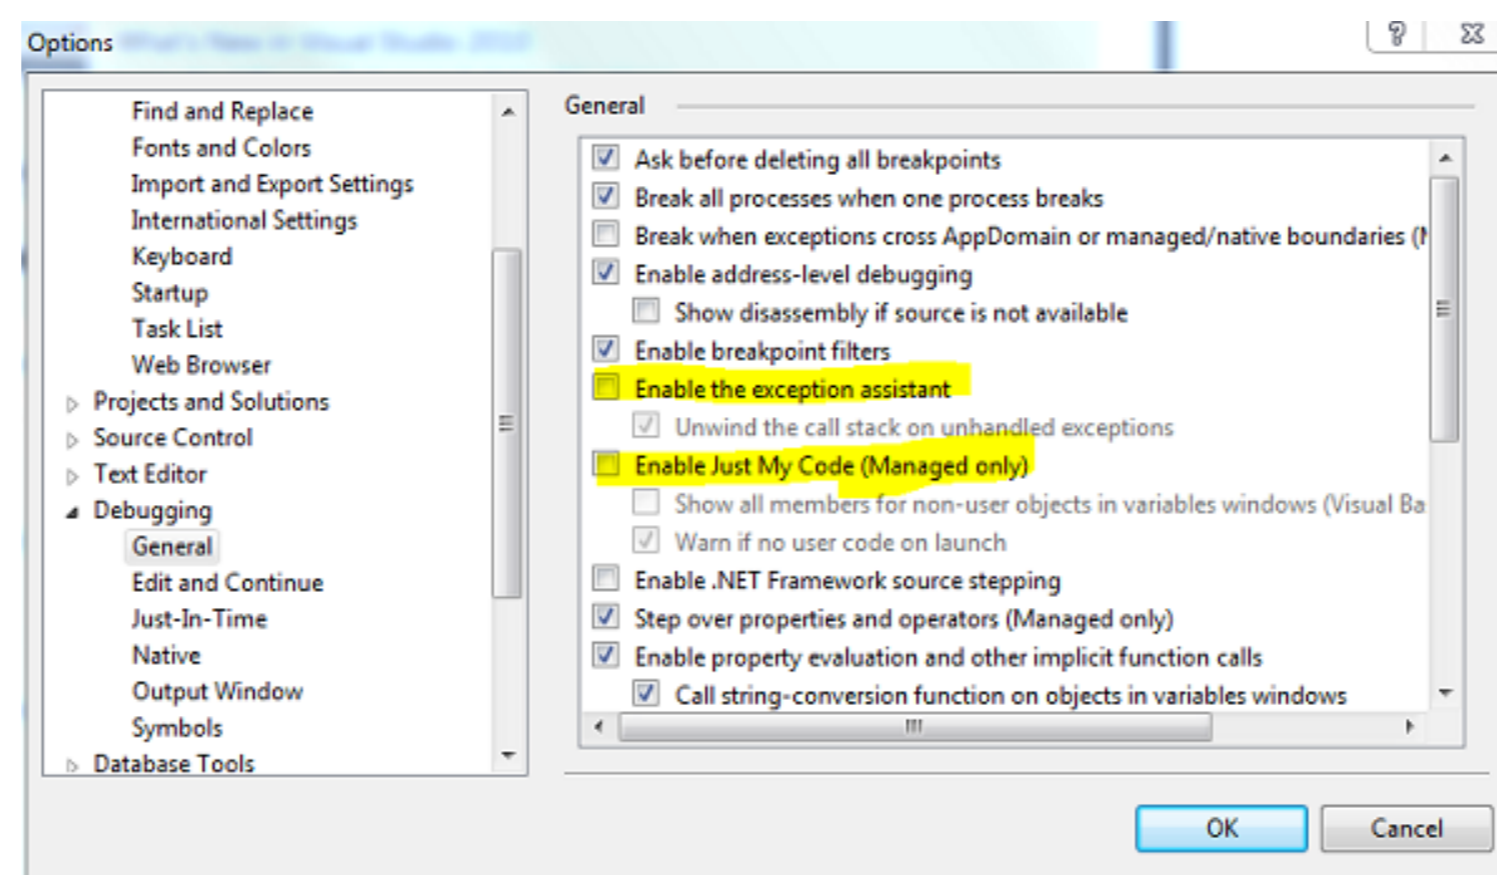 Options What's New in Visual Studio 2010
Find and Replace
Fonts and Colors
Import and Export Settings
International Settings
Keyboard
Startup
Task List
Web Browser
Projects and Solutions
Source Control
Text Editor
Debugging
General
Edit and Continue
Just-In-Time
Native
Output Window
Symbols
Database Tools
General
Ask before deleting all breakpoints
Break all processes when one process breaks
Break when exceptions cross AppDomain or managed/native boundaries (
Enable address-level debugging
Show disassembly if source is not available
Enable breakpoint filters
Enable the exception assistant
Unwind the call stack on unhandled exceptions
Enable Just My Code (Managed only)
Show all members for non-user objects in variables windows (Visual Ba
Warn if no user code on launch
Enable .NET Framework source stepping
Step over properties and operators (Managed only)
Enable property evaluation and other implicit function calls
Call string-conversion function on objects in variables windows
OK
Cancel